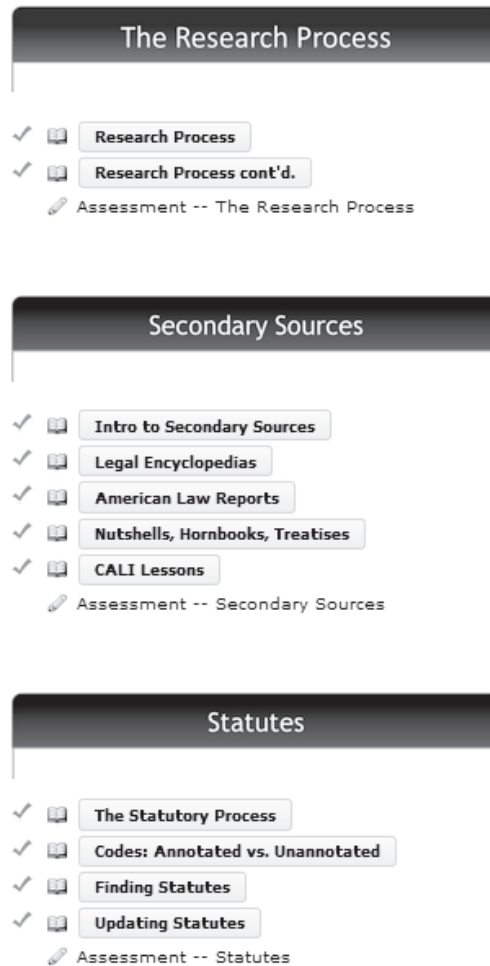 The Research Process
Research Process
Research Process cont'd.
Assessment -- The Research Process
Secondary Sources
Intro to Secondary Sources
Legal Encyclopedias
American Law Reports
Nutshells, Hornbooks, Treatises
CALI Lessons
Assessment -- Secondary Sources
Statutes
The Statutory Process
Codes: Annotated vs. Unannotated
Finding Statutes
Updating Statutes
Assessment -- Statutes